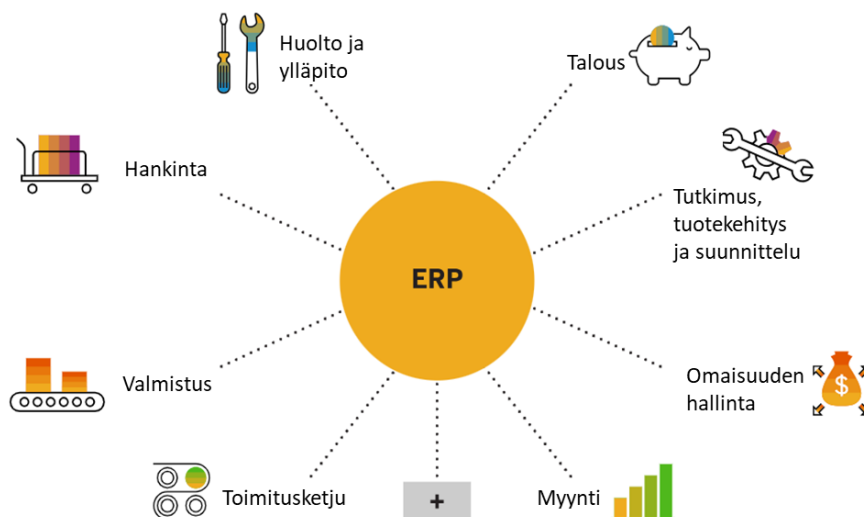 Huolto ja
ylläpito
Talous
Hankinta
Tutkimus,
tuotekehitys
ja suunnittelu
ERP
Valmistus
Omaisuuden
hallinta
$
Toimitusketju
+
Myynti